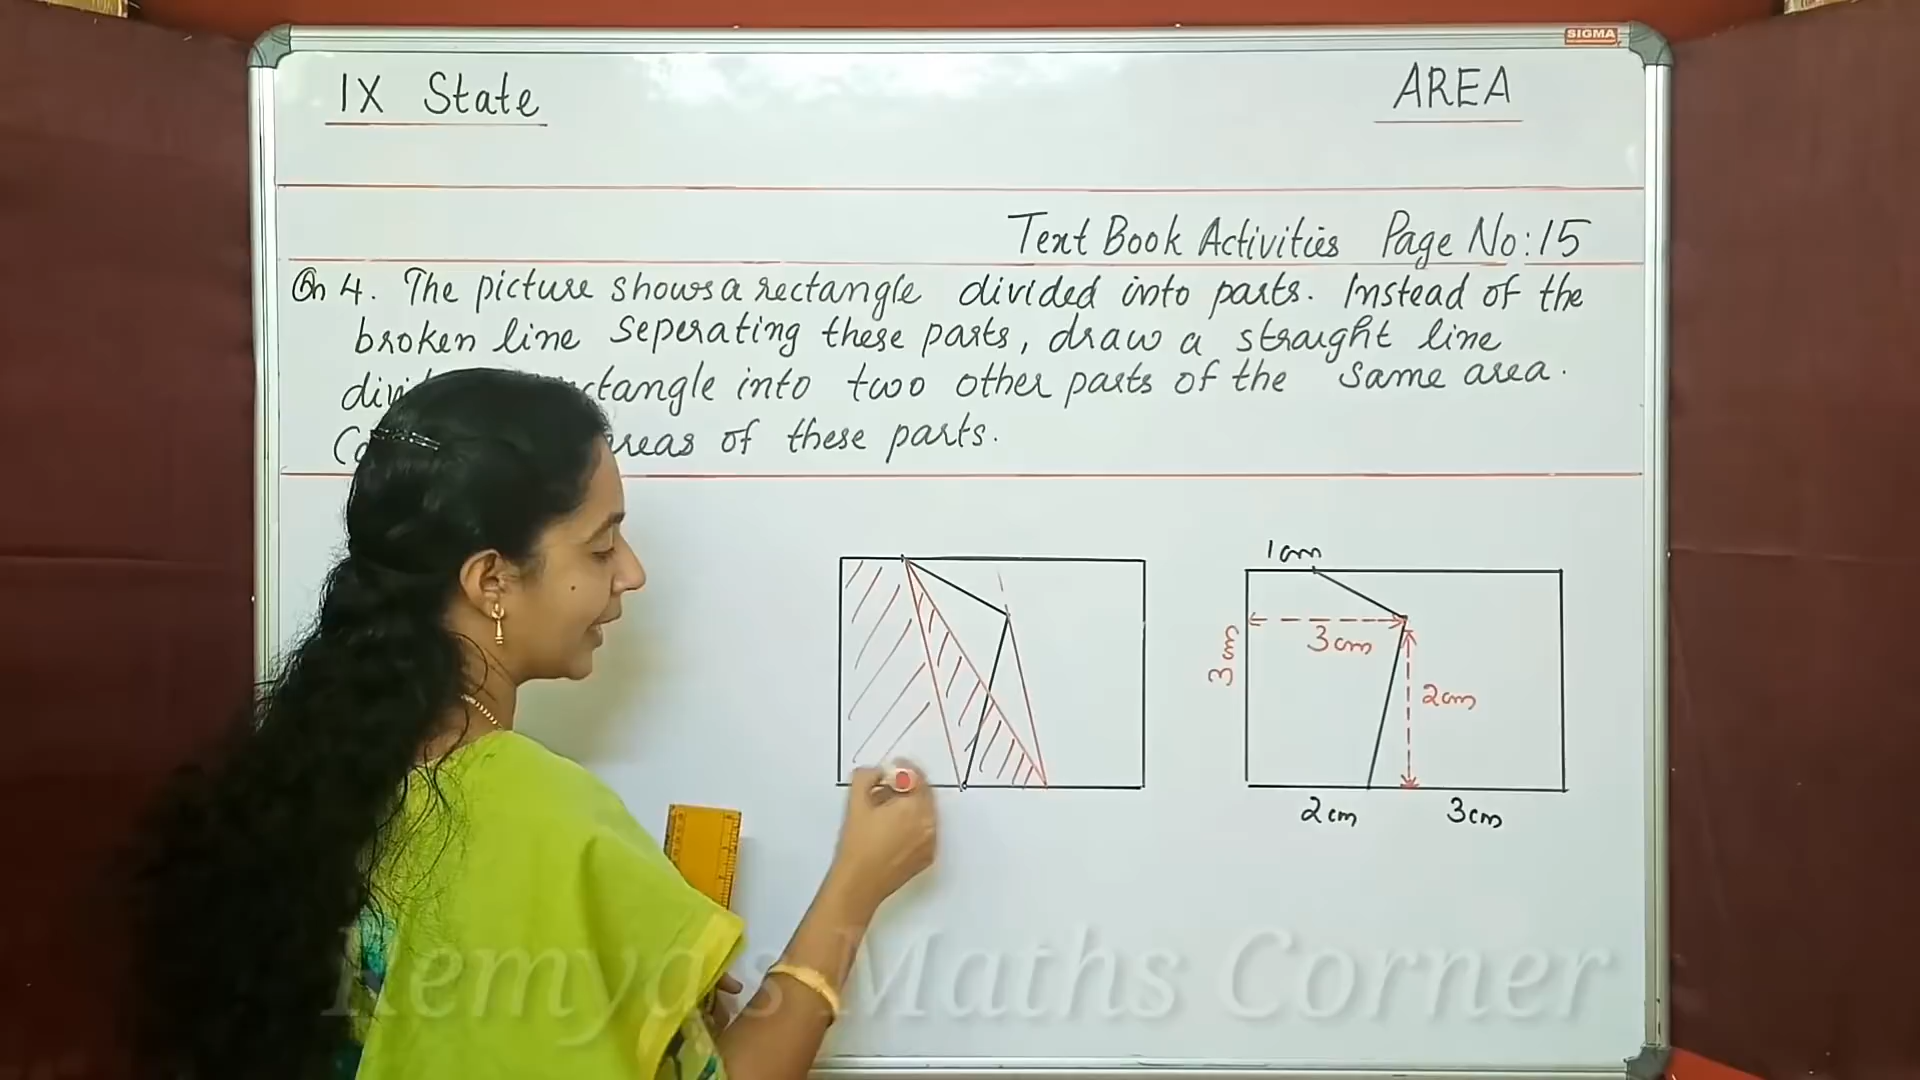 SIGMA
IX State
AREA
Text Book Activities Page No:15
Qn 4. The picture shows a rectangle divided into parts. Instead of the
broken line seperating these parts, draw a straight line
into two other parts of the same area.
of these parts.
1cm
3cm
3cm
2cm
2cm
3cm
Remya's Maths Corner